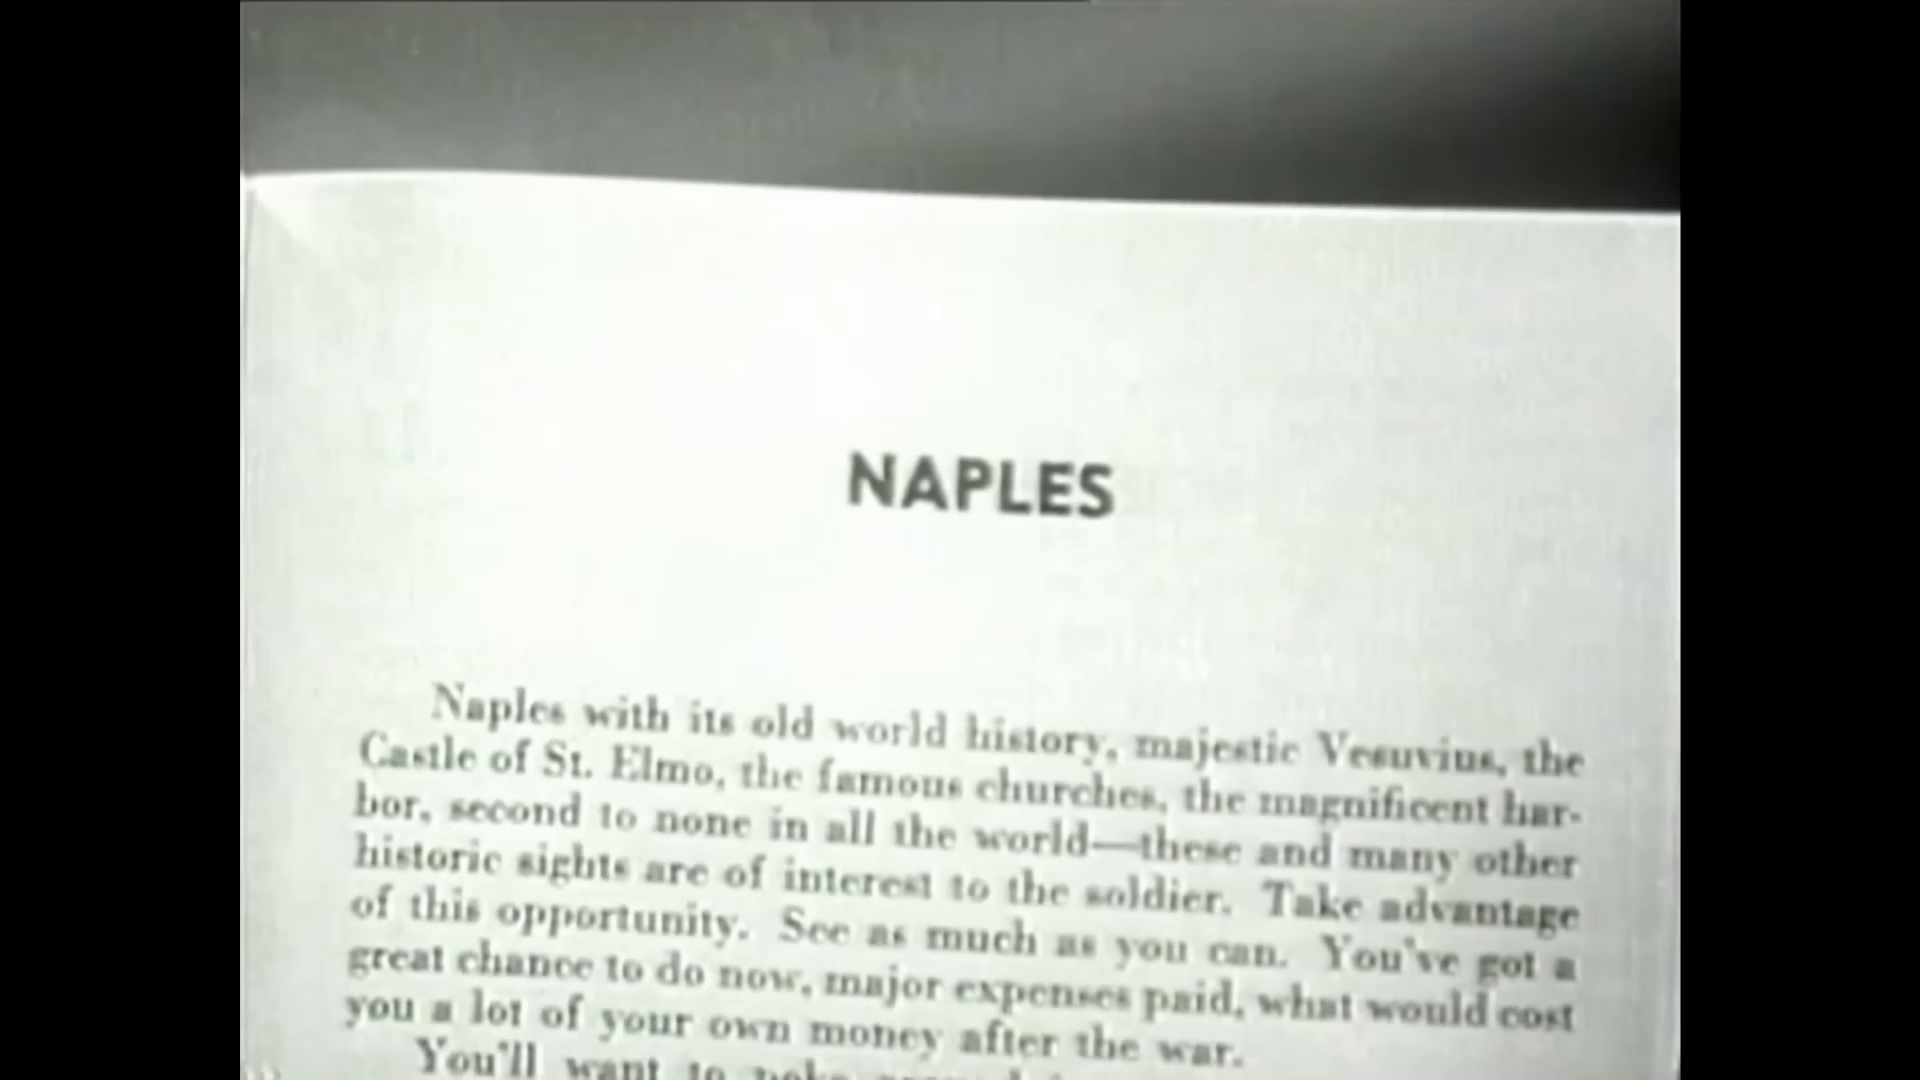 NAPLES
Naples with its old world history, majestic Vesuvius, the
Castle of St. Elmo, the famous churches, the magnificent har-
bor, second to none in all the world—these and many other
historic sights are of interest to the soldier. Take advantage
of this opportunity. See as much as you can. You've got a
great chance to do now, major expenses paid, what would cost
you a lot of your own money after the war.
You'll want to